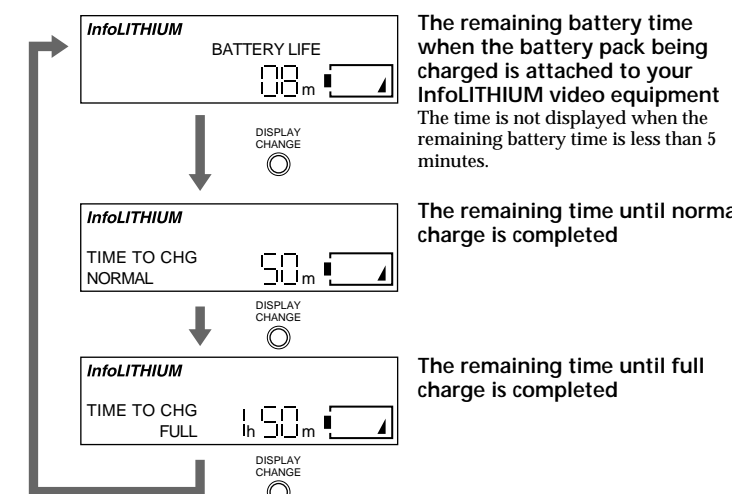 InfoLITHIUM
BATTERY LIFE
08m
DISPLAY
CHANGE
The remaining battery time
when the battery pack being
charged is attached to your
InfoLITHIUM video equipment
The time is not displayed when the
remaining battery time is less than 5
minutes.
InfoLITHIUM
TIME TO CHG
NORMAL
50m
DISPLAY
CHANGE
The remaining time until norma
charge is completed
InfoLITHIUM
TIME TO CHG
FULL
1h 50m
DISPLAY
CHANGE
The remaining time until full
charge is completed